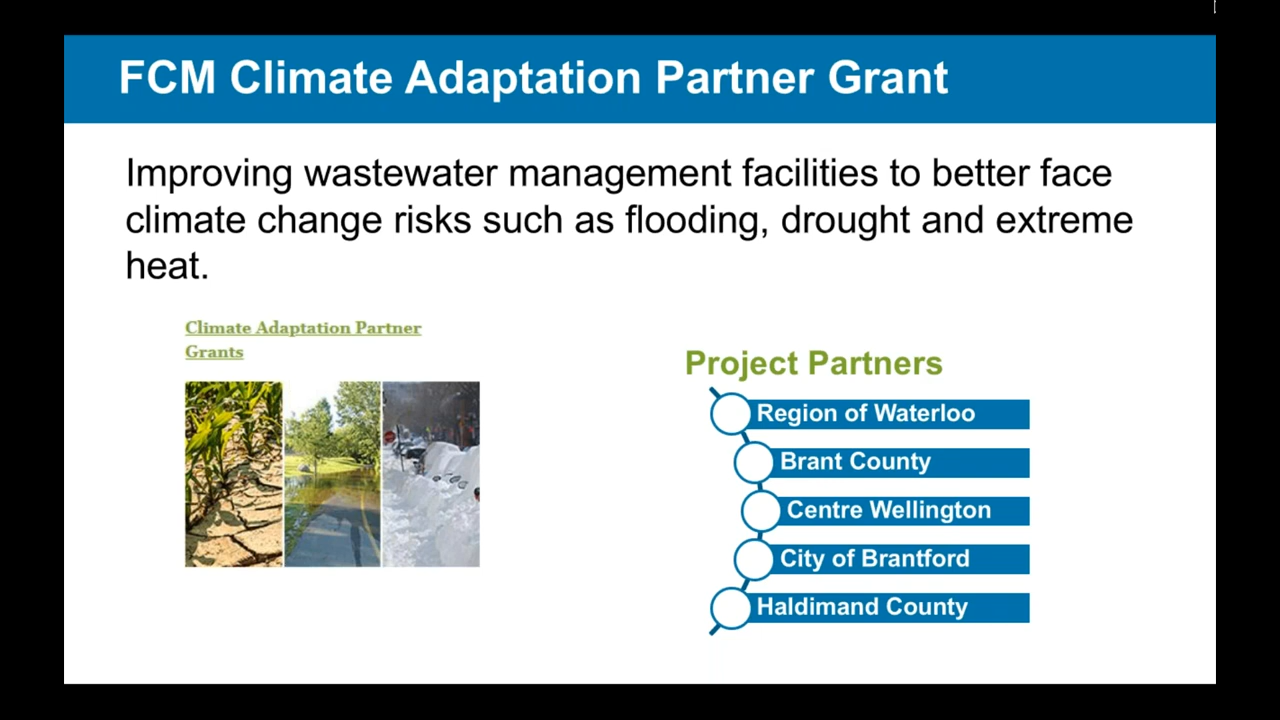 FCM Climate Adaptation Partner Grant
Improving wastewater management facilities to better face
climate change risks such as flooding, drought and extreme
heat.
Climate Adaptation Partner
Grants
Project Partners
Region of Waterloo
Brant County
Centre Wellington
City of Brantford
Haldimand County